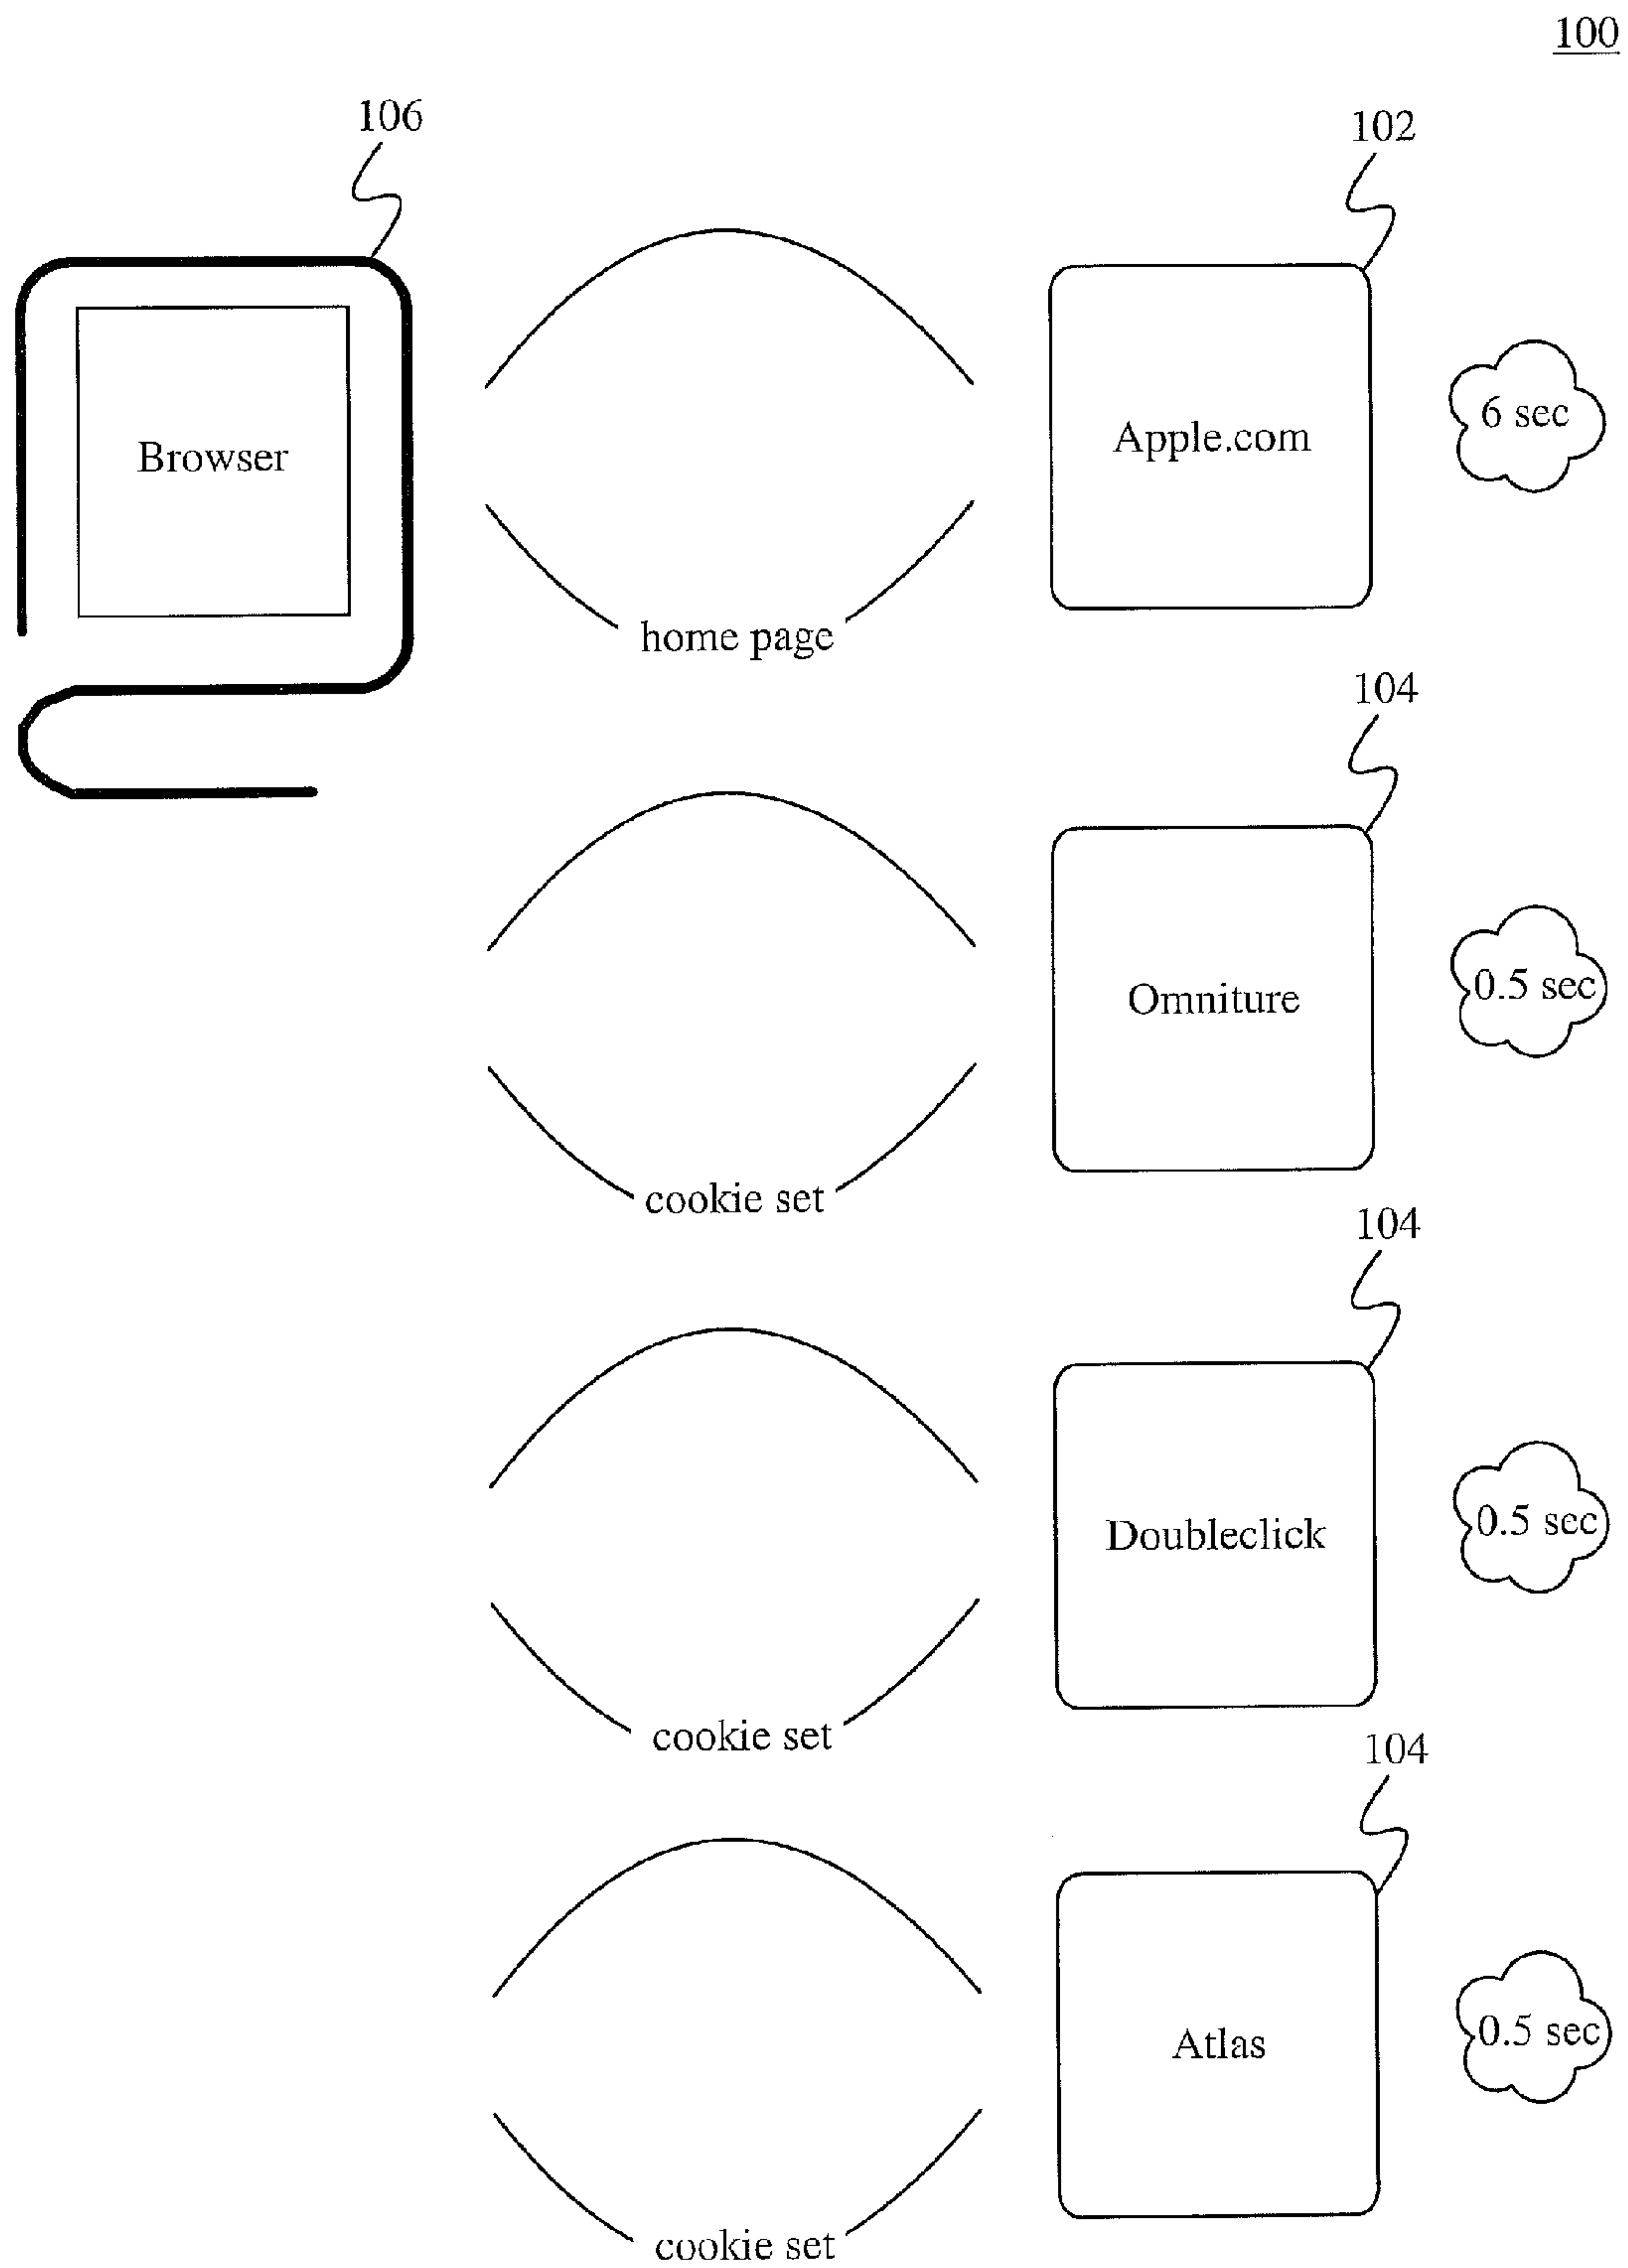 100
106
102
Browser
Apple.com
6 sec
home page
104
Omniture
0.5 sec
cookie set
104
Doubleclick
0.5 sec
cookie set
104
Atlas
0.5 sec
cookie set